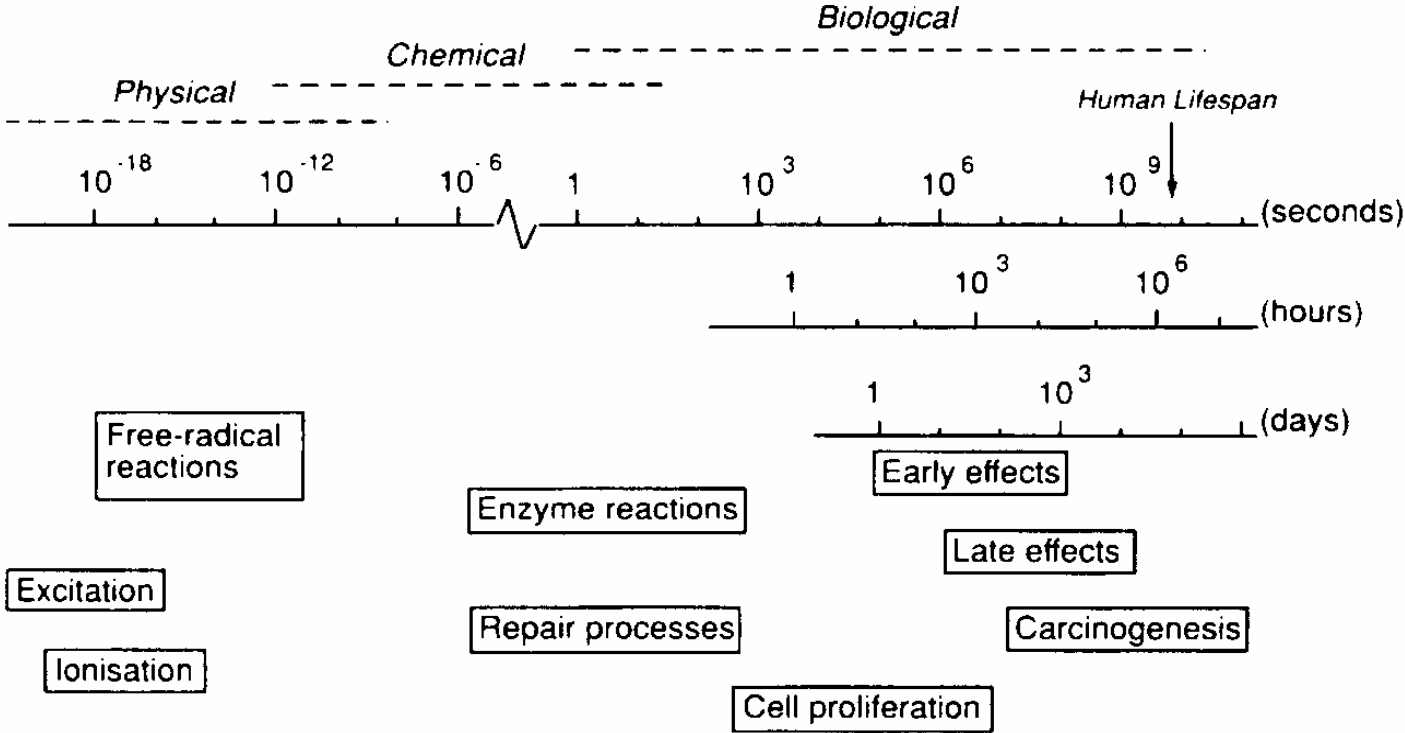 Biological
Chemical
Physical
Human Lifespan
10^-18 10^-12 10^-6 1 10^3 10^6 10^9 (seconds)
1 10^3 10^6 (hours)
1 10^3 (days)
Free-radical
reactions
Early effects
Enzyme reactions
Late effects
Excitation
Repair processes
Carcinogenesis
Ionisation
Cell proliferation